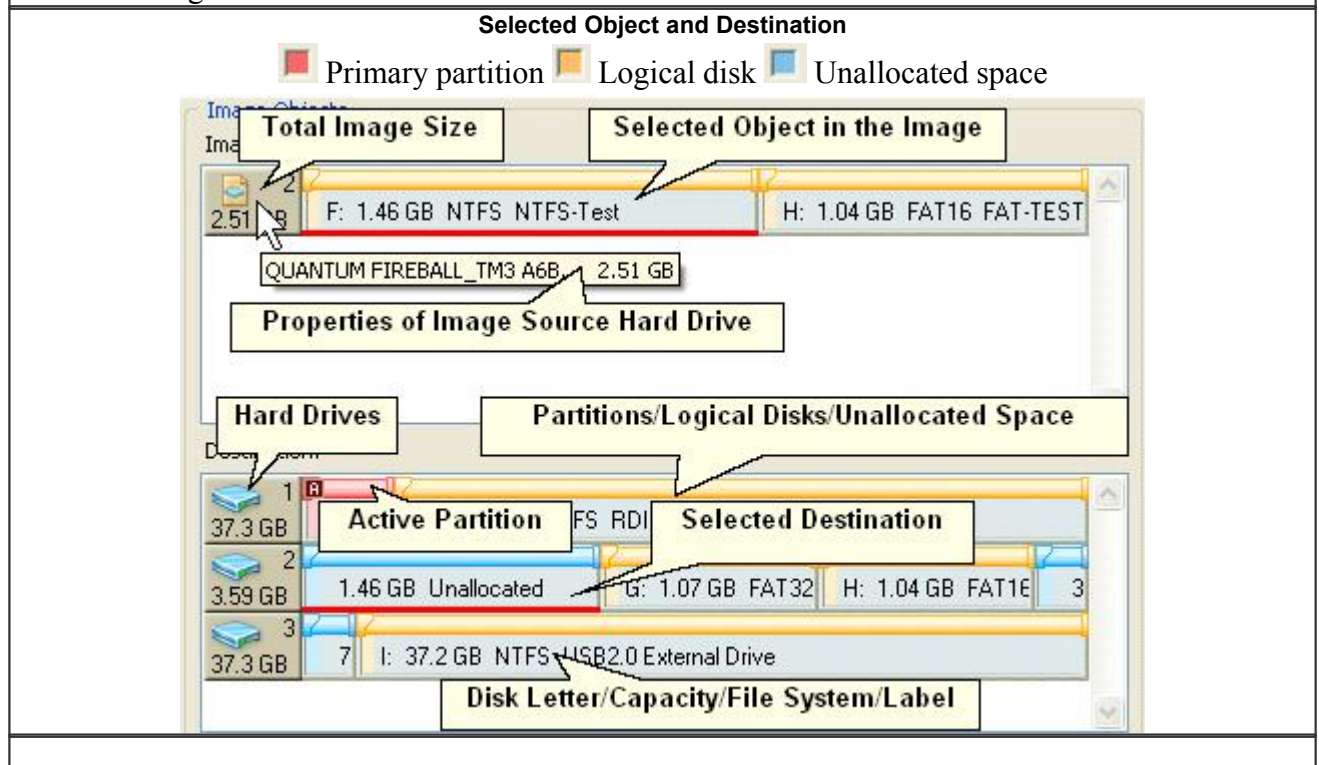 Selected Object and Destination
Primary partition Logical disk Unallocated space
Total Image Size
Selected Object in the Image
2
2.51
F: 1.46 GB NTFS NTFS-Test
H: 1.04 GB FAT16 FAT-TEST
QUANTUM FIREBALL_TM3 A6B 2.51 GB
Properties of Image Source Hard Drive
Hard Drives
Partitions/Logical Disks/Unallocated Space
1
37.3 GB
A
Active Partition
Selected Destination
2
3.59 GB
1.46 GB Unallocated
G: 1.07 GB FAT32
H: 1.04 GB FAT16
3
3
37.3 GB
7
I: 37.2 GB NTFS USB2.0 External Drive
Disk Letter/Capacity/File System/Label